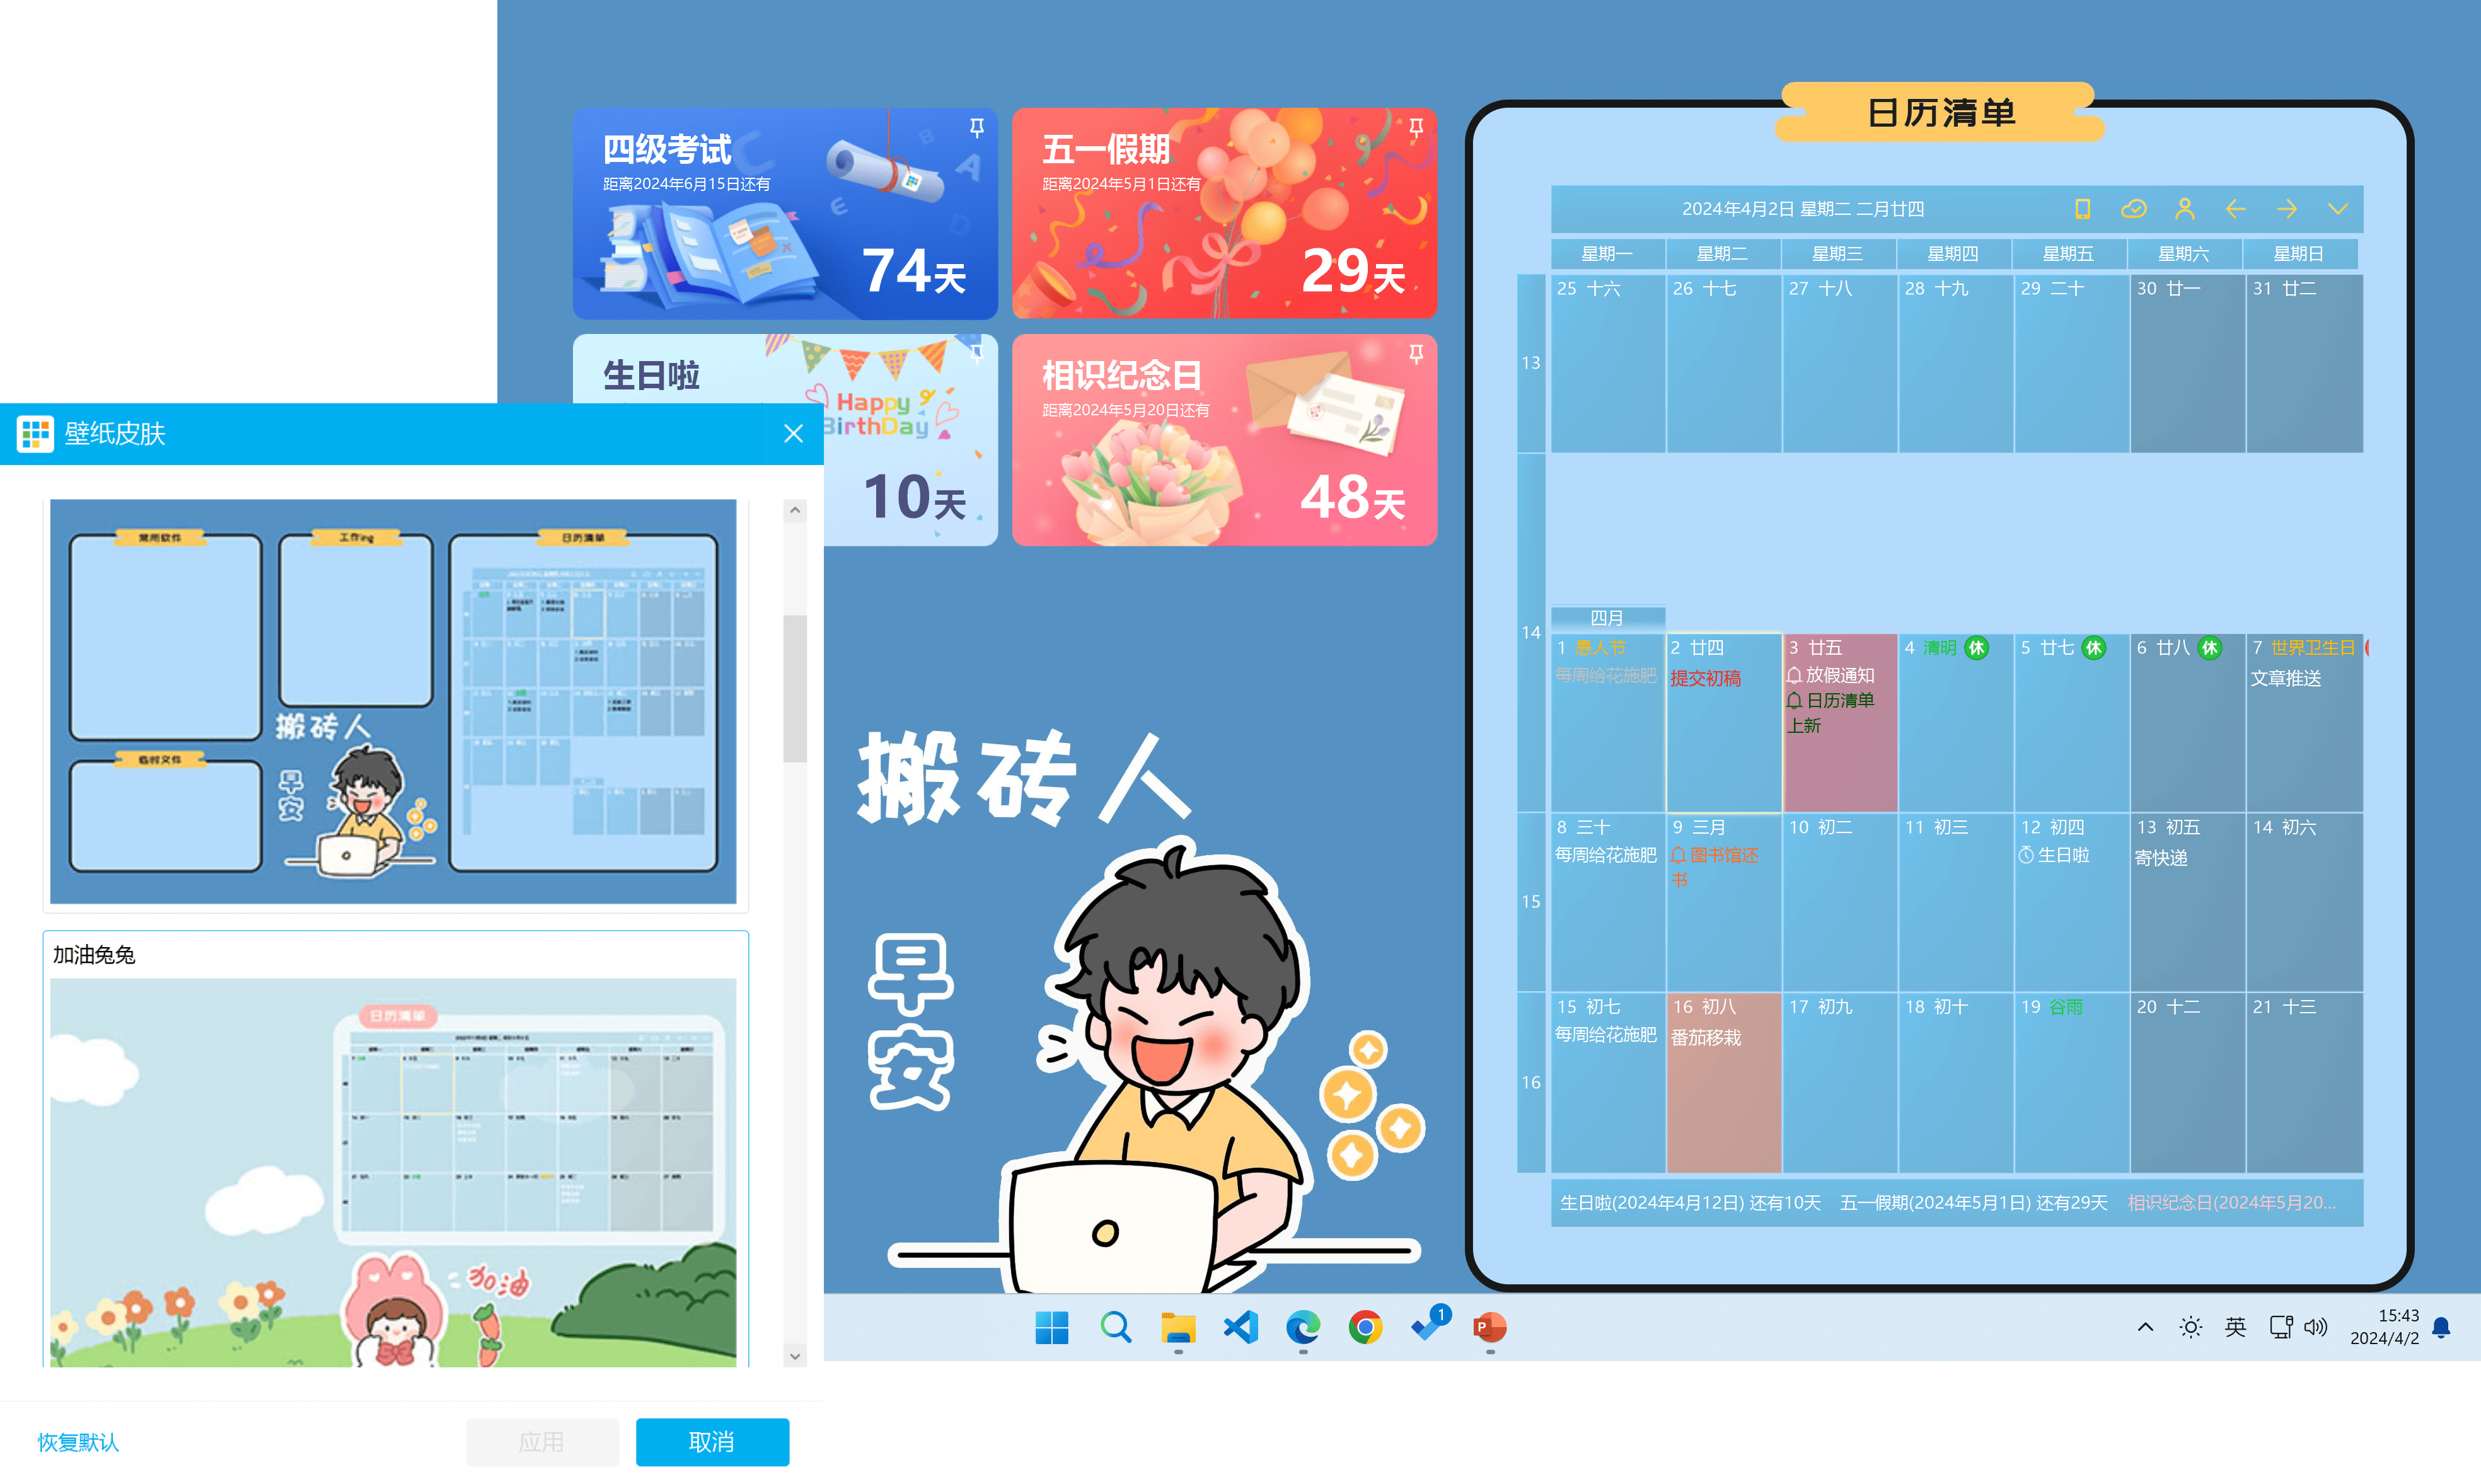 四级考试
距离2024年6月15日还有
74天
五一假期
距离2024年5月1日还有
29天
生日啦
Happy
BirthDay
10天
相识纪念日
距离2024年5月20日还有
48天
壁纸皮肤
常用软件
工作ing
日历清单
临时文件
搬砖人
早安
加油兔兔
日历清单
加油
恢复默认
应用
取消
搬砖人
早安
日历清单
2024年4月2日 星期二 二月廿四
星期一 星期二 星期三 星期四 星期五 星期六 星期日
13
25 十六 26 十七 27 十八 28 十九 29 二十 30 廿一 31 廿二
四月
14
1 愚人节 2 廿四 3 廿五 4 清明 休 5 廿七 休 6 廿八 休 7 世界卫生日
每周给花施肥 提交初稿 放假通知 文章推送
日历清单
上新
15
8 三十 9 三月 10 初二 11 初三 12 初四 13 初五 14 初六
每周给花施肥 图书馆还 生日啦 寄快递
书
16
15 初七 16 初八 17 初九 18 初十 19 谷雨 20 十二 21 十三
每周给花施肥 番茄移栽
生日啦(2024年4月12日) 还有10天 五一假期(2024年5月1日) 还有29天 相识纪念日(2024年5月20...
1
P
英
15:43
2024/4/2